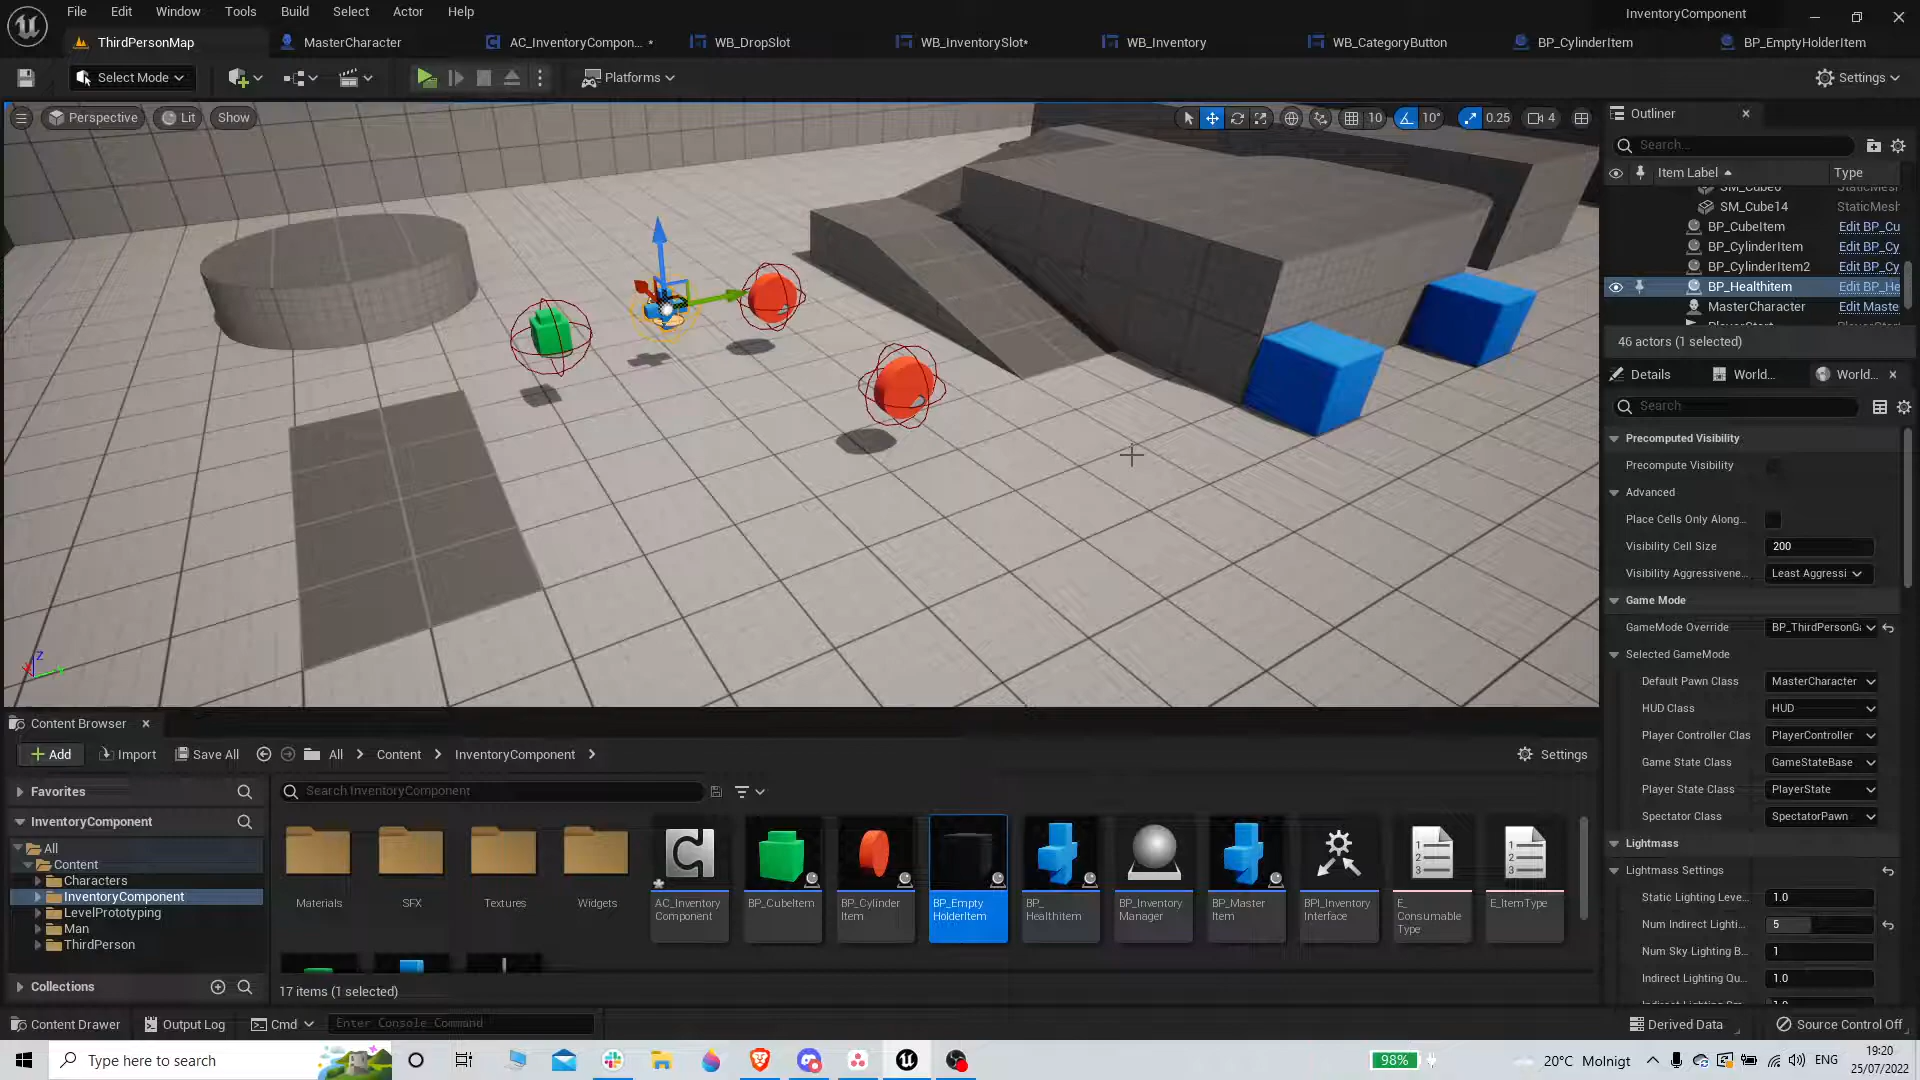 File Edit Window Tools Build Select Actor Help
InventoryComponent
ThirdPersonMap
MasterCharacter
AC_InventoryCompon... *
WB_DropSlot
WB_InventorySlot*
WB_Inventory
WB_CategoryButton
BP_CylinderItem
BP_EmptyHolderItem
Select Mode
Platforms
Settings
Perspective
Lit
Show
10
10°
0.25
4
Outliner
Search...
Item Label
Type
StaticMesh
SM_Cube14 StaticMesh
BP_CubeItem Edit BP_Cu
BP_CylinderItem Edit BP_Cy
BP_CylinderItem2 Edit BP_Cy
BP_Healthitem Edit BP_He
MasterCharacter Edit Maste
46 actors (1 selected)
Details
World...
World...
Search
Precomputed Visibility
Precompute Visibility
Advanced
Place Cells Only Along...
Visibility Cell Size 200
Visibility Aggressivene... Least Aggressi
Game Mode
GameMode Override BP_ThirdPersonGa
Selected GameMode
Default Pawn Class MasterCharacter
HUD Class HUD
Player Controller Clas PlayerController
Game State Class GameStateBase
Player State Class PlayerState
Spectator Class SpectatorPawn
Lightmass
Lightmass Settings
Static Lighting Leve... 1.0
Num Indirect Lighti... 5
Num Sky Lighting B... 1
Indirect Lighting Qu... 1.0
Z
Content Browser
Add
Import
Save All
All
Content
InventoryComponent
Settings
Favorites
Search InventoryComponent
InventoryComponent
All
Content
Characters
InventoryComponent
LevelPrototyping
Man
ThirdPerson
Collections
Materials
SFX
Textures
Widgets
AC_Inventory
Component
BP_CubeItem
BP_Cylinder
Item
BP_Empty
HolderItem
BP_
Healthitem
BP_Inventory
Manager
BP_Master
Item
BPI_Inventory
Interface
E_
Consumable
Type
E_ItemType
17 items (1 selected)
Content Drawer
Output Log
Cmd
Enter Console Command
Derived Data
Source Control Off
Type here to search
98%
20°C Molnigt
ENG
19:20
25/07/2022